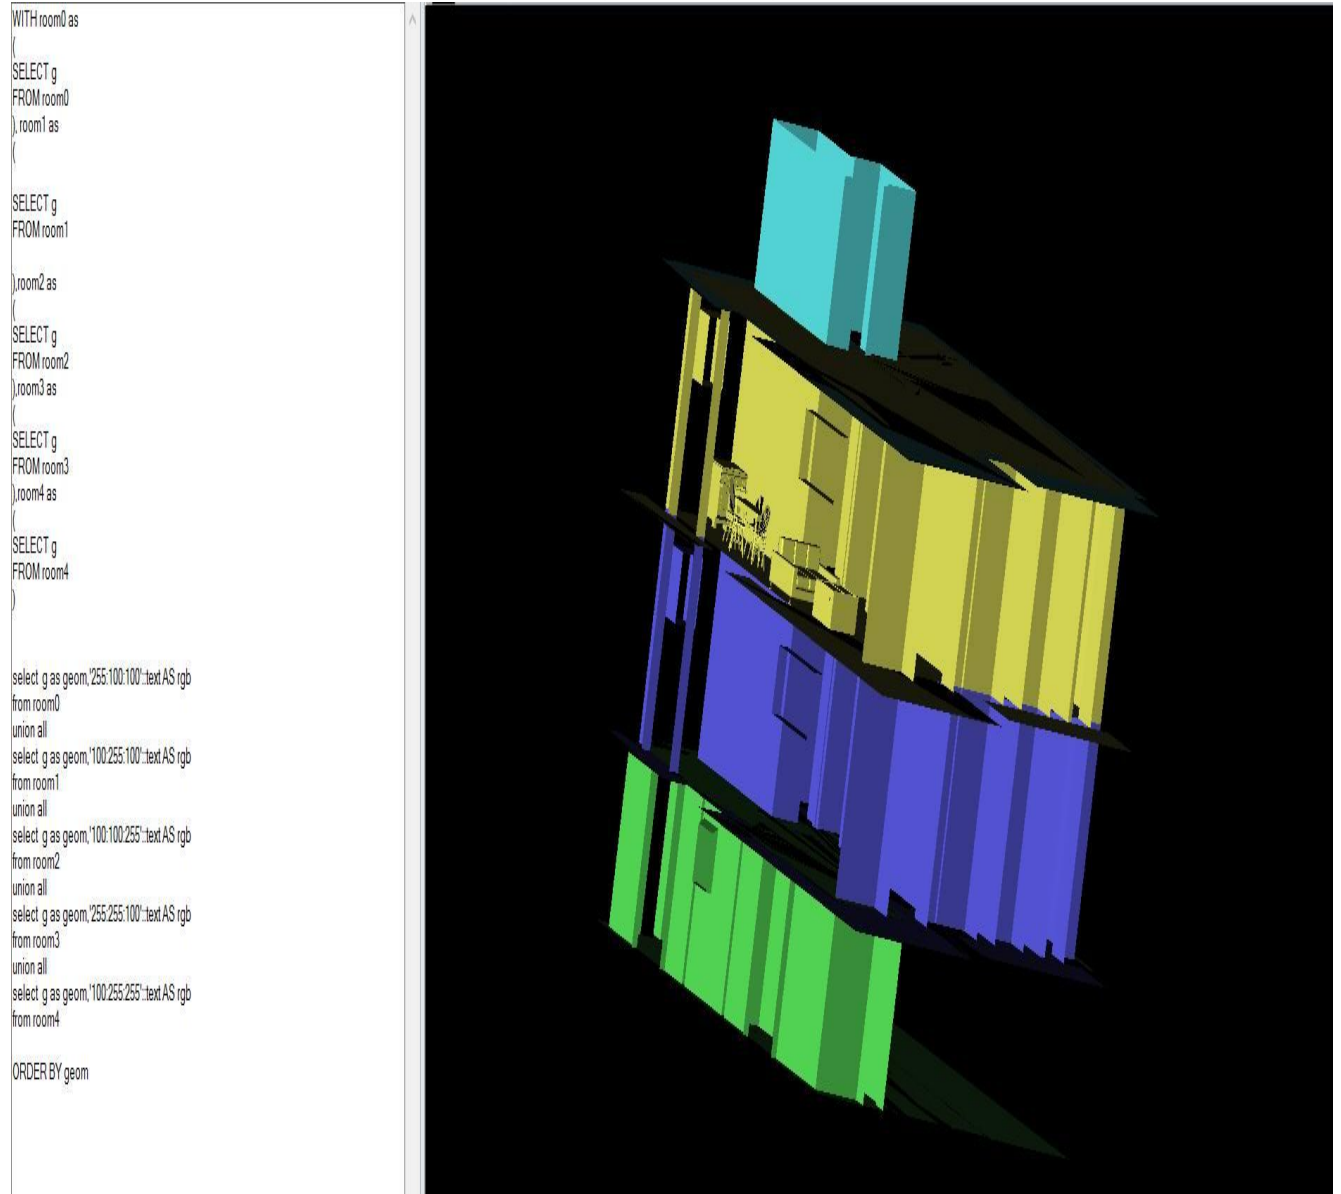 WITH room0 as
(
SELECT g
FROM room0
), room1 as
(
SELECT g
FROM room1
),room2 as
(
SELECT g
FROM room2
),room3 as
(
SELECT g
FROM room3
),room4 as
(
SELECT g
FROM room4
)
select g as geom,'255:100:100'::text AS rgb
from room0
union all
select g as geom,'100:255:100'::text AS rgb
from room1
union all
select g as geom,'100:100:255'::text AS rgb
from room2
union all
select g as geom,'255:255:100'::text AS rgb
from room3
union all
select g as geom,'100:255:255'::text AS rgb
from room4
ORDER BY geom